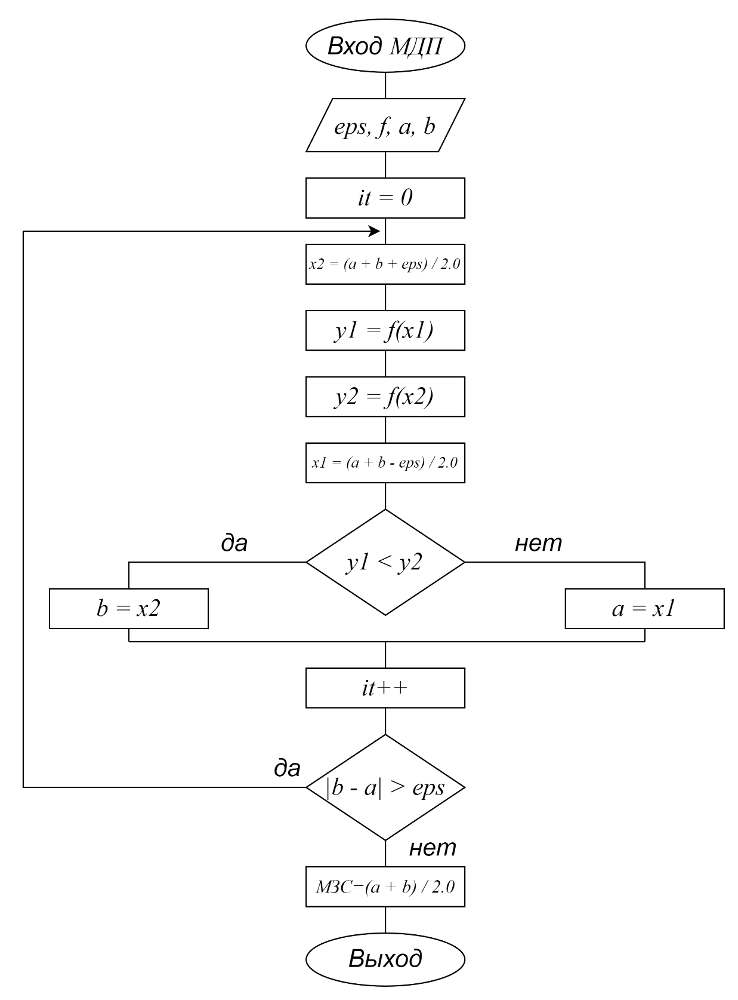 Вход МДП
eps, f, a, b
it = 0
x2 = (a + b + eps) / 2.0
y1 = f(x1)
y2 = f(x2)
x1 = (a + b - eps) / 2.0
да
нет
y1 < y2
b = x2
a = x1
it++
да
|b - a| > eps
нет
МЗС=(a + b) / 2.0
Выход